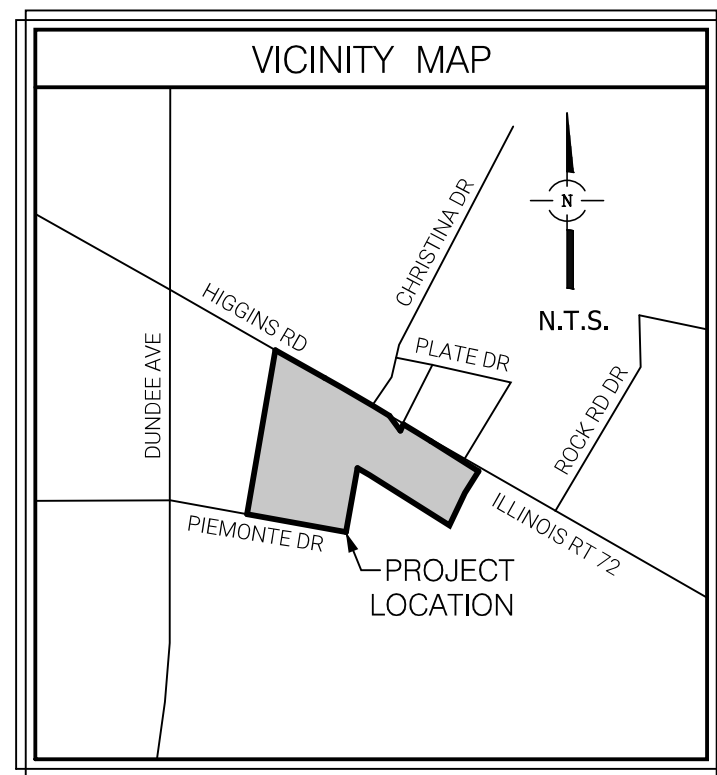 VICINITY MAP
CHRISTINA DR
N
HIGGINS RD
N.T.S.
PLATE DR
DUNDEE AVE
ROCK RD DR
ILLINOIS RT 72
PIEMONTE DR
PROJECT
LOCATION